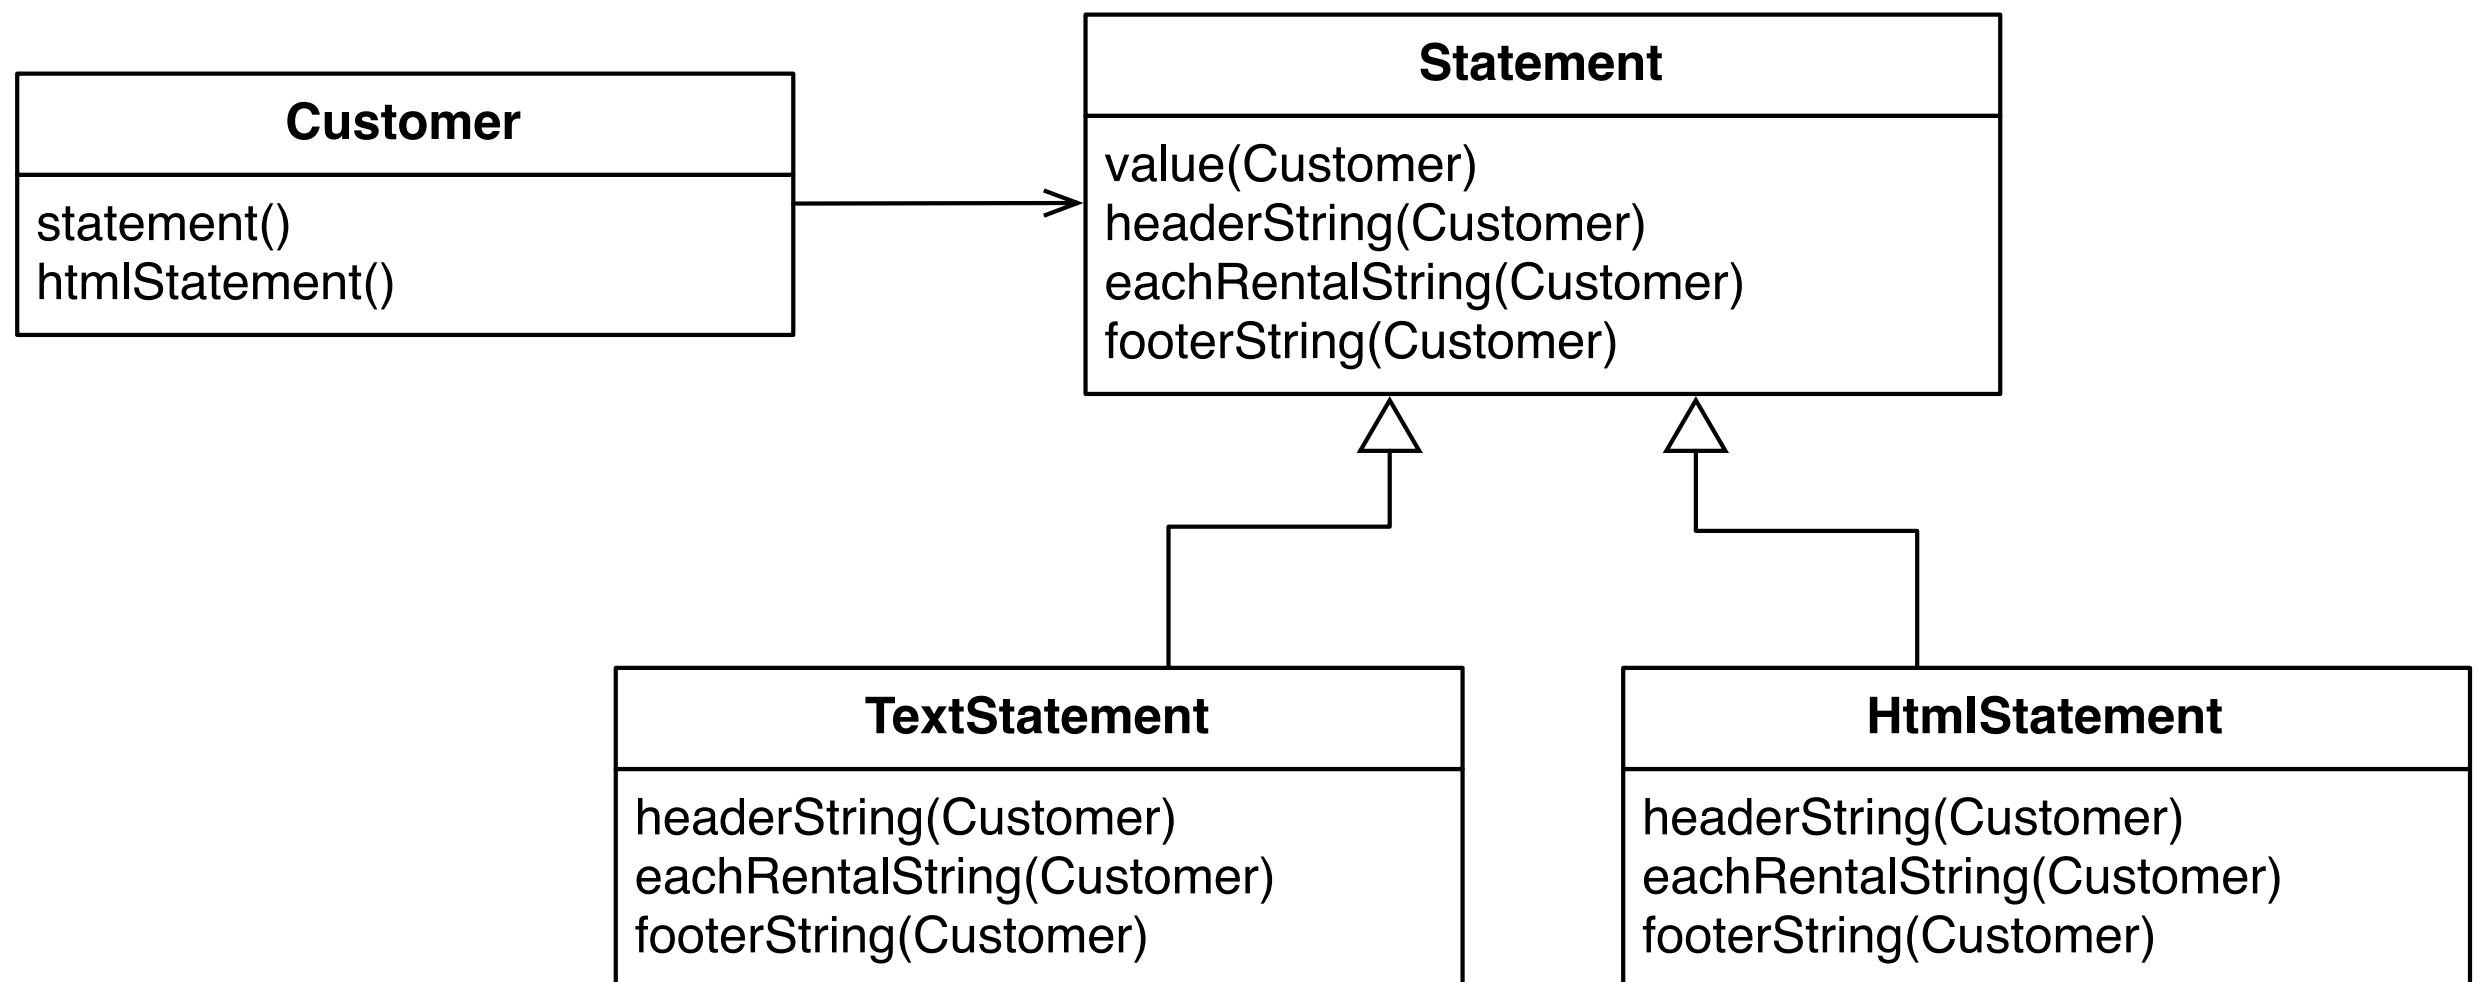 Customer
statement()
htmlStatement()
Statement
value(Customer)
headerString(Customer)
eachRentalString(Customer)
footerString(Customer)
TextStatement
headerString(Customer)
eachRentalString(Customer)
footerString(Customer)
HtmlStatement
headerString(Customer)
eachRentalString(Customer)
footerString(Customer)